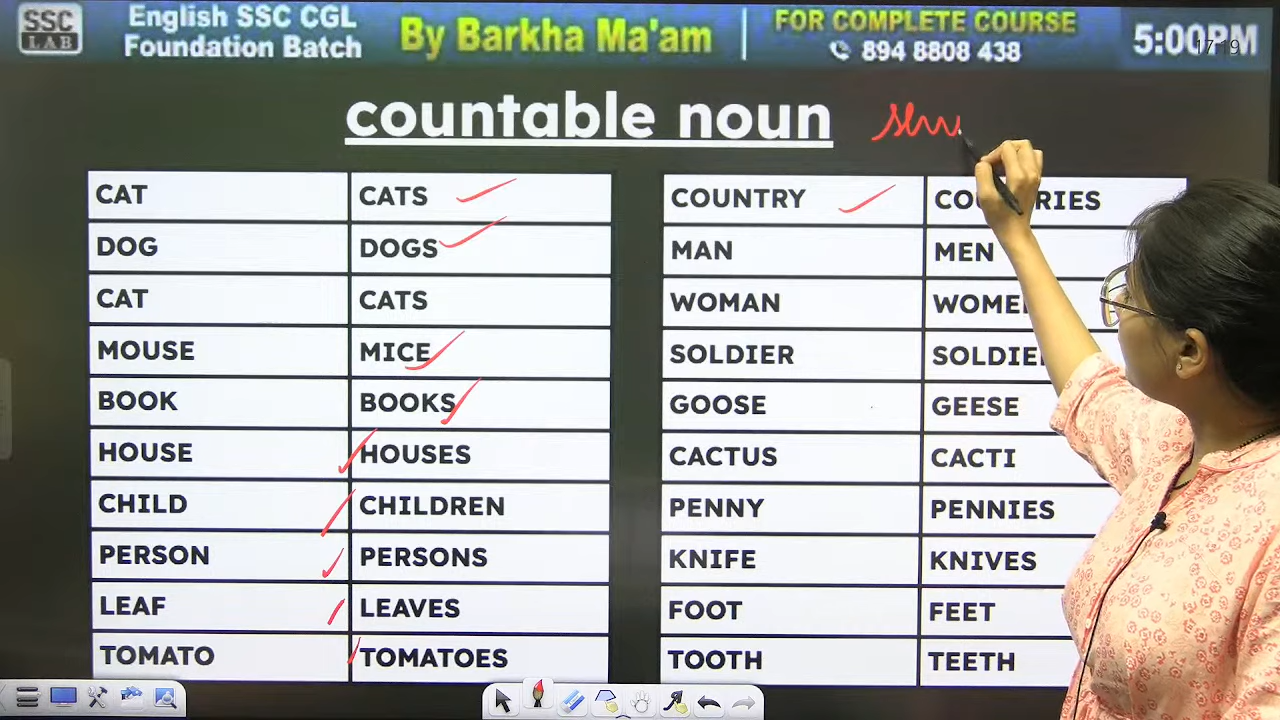 SSC LAB
English SSC CGL
Foundation Batch
By Barkha Ma'am
FOR COMPLETE COURSE
894 8808 438
5:00PM
17:19
countable noun
CAT CATS
DOG DOGS
CAT CATS
MOUSE MICE
BOOK BOOKS
HOUSE HOUSES
CHILD CHILDREN
PERSON PERSONS
LEAF LEAVES
TOMATO TOMATOES
COUNTRY
MAN MEN
WOMAN
SOLDIER
GOOSE GEESE
CACTUS CACTI
PENNY PENNIES
KNIFE KNIVES
FOOT FEET
TOOTH TEETH